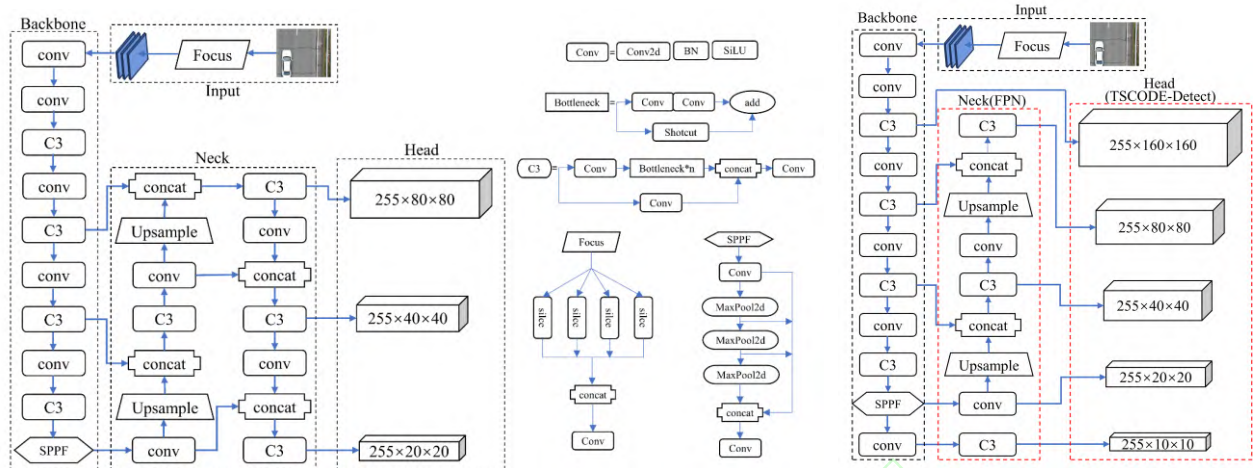 Backbone
conv
conv
C3
conv
C3
conv
C3
conv
C3
SPPF
Focus
Input
Neck
concat
Upsample
conv
C3
concat
Upsample
conv
C3
conv
concat
C3
conv
concat
C3
Head
255×80×80
255×40×40
255×20×20
Conv = Conv2d BN SiLU
Bottleneck = Conv Conv add
Shotcut
C3 = Conv Bottleneck*n concat Conv
Conv
Focus
silce silce silce silce
concat
Conv
SPPF
Conv
MaxPool2d
MaxPool2d
MaxPool2d
concat
Conv
Backbone
conv
conv
C3
conv
C3
conv
C3
conv
C3
SPPF
conv
Input
Focus
Neck(FPN)
C3
concat
Upsample
conv
C3
concat
Upsample
conv
C3
Head
(TSCODE-Detect)
255×160×160
255×80×80
255×40×40
255×20×20
255×10×10